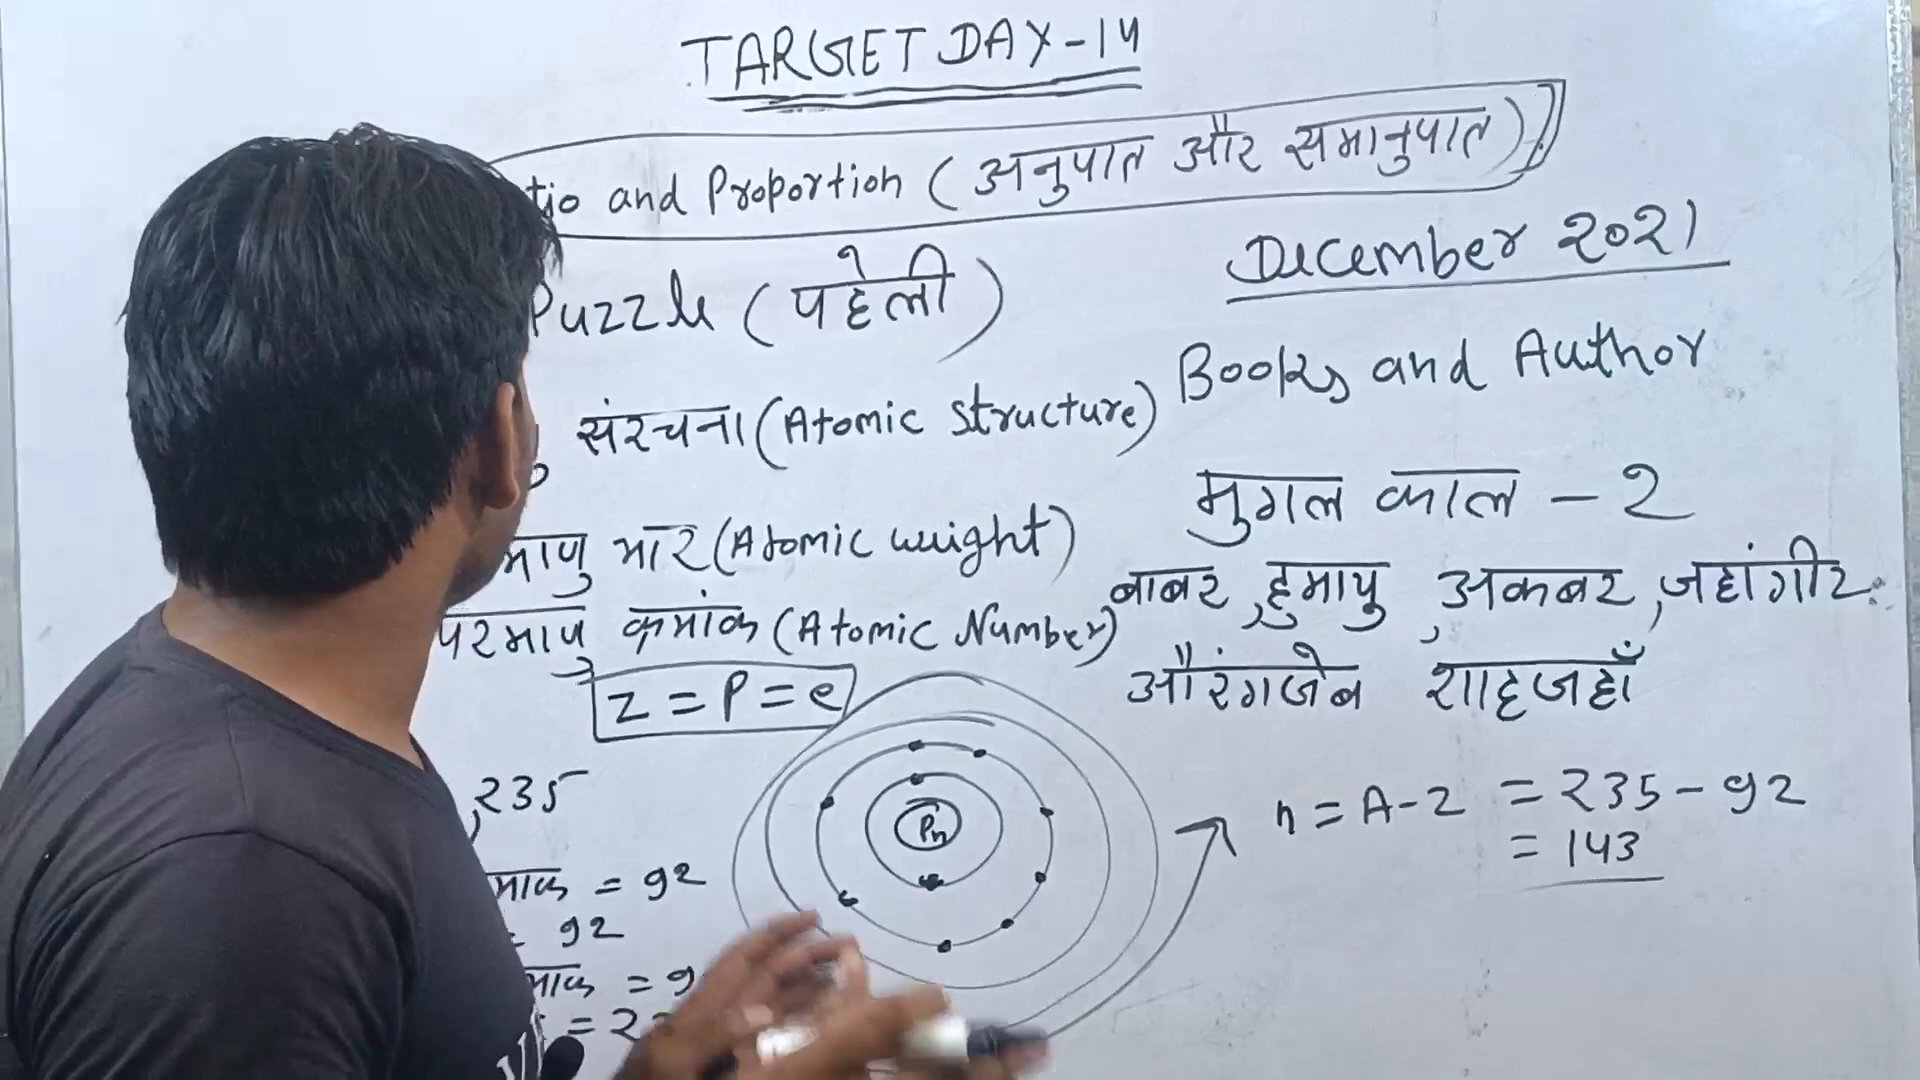 TARGET DAY-14
tio and Proportion (अनुपात और समानुपात)
Puzzle (पहेली)
December 2021
Books and Author
संरचना (Atomic structure)
मुगल काल - 2
माणु भार (Atomic weight)
बाबर, हुमायु, अकबर, जहांगीर
परमाणु क्रमांक (Atomic Number)
औरंगजेब शाहजहाँ
Z = P = e
,235
Pn
n = A-Z = 235-92
= 143
मांक = 92
= 92
मांक = 9